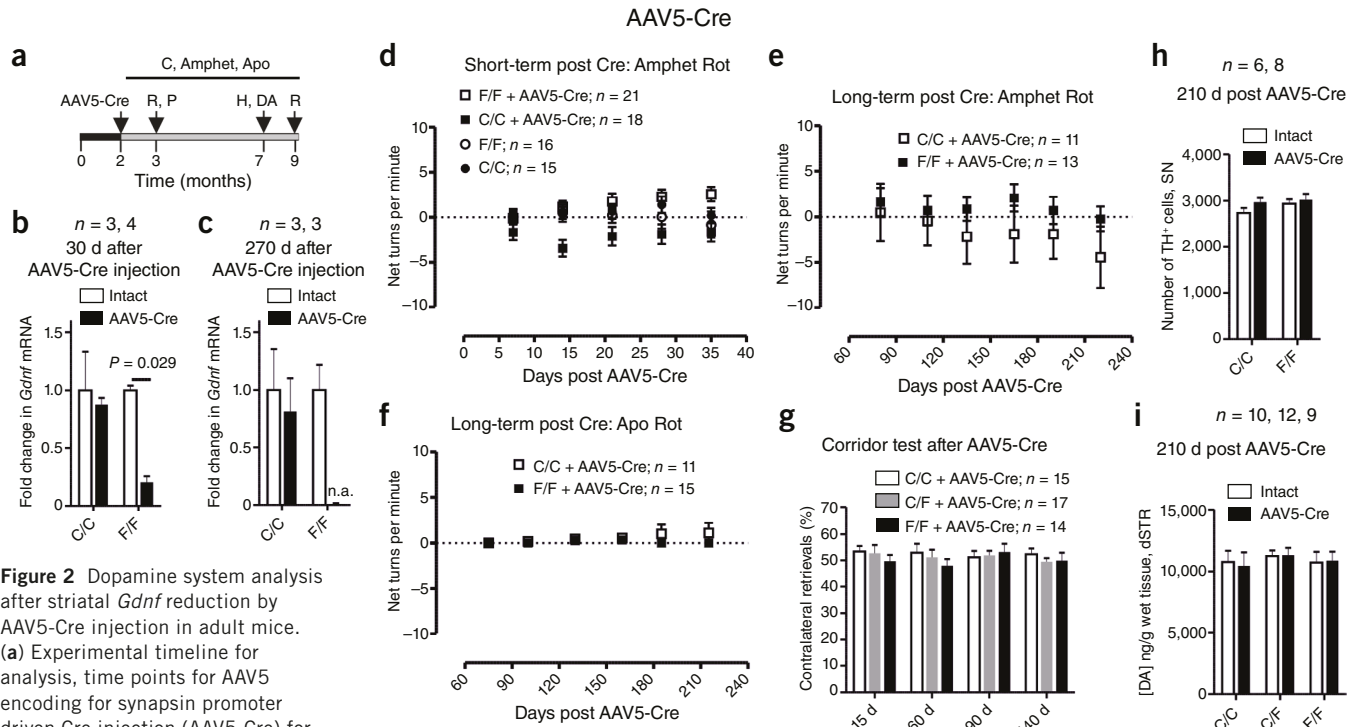 AAV5-Cre
a
C, Amphet, Apo
AAV5-Cre
R, P
H, DA
R
0
2
3
7
9
Time (months)
b
n = 3, 4
30 d after
AAV5-Cre injection
Intact
AAV5-Cre
P = 0.029
Fold change in Gdnf mRNA
1.5
1.0
0.5
0
C/C
F/F
c
n = 3, 3
270 d after
AAV5-Cre injection
Intact
AAV5-Cre
n.a.
Fold change in Gdnf mRNA
1.5
1.0
0.5
0
C/C
F/F
Figure 2 Dopamine system analysis
after striatal Gdnf reduction by
AAV5-Cre injection in adult mice.
(a) Experimental timeline for
analysis, time points for AAV5
encoding for synapsin promoter
driven Cre injection (AAV5-Cre) for
d
Short-term post Cre: Amphet Rot
F/F + AAV5-Cre; n = 21
C/C + AAV5-Cre; n = 18
F/F; n = 16
C/C; n = 15
Net turns per minute
10
5
0
−5
−10
0
5
10
15
20
25
30
35
40
Days post AAV5-Cre
e
Long-term post Cre: Amphet Rot
C/C + AAV5-Cre; n = 11
F/F + AAV5-Cre; n = 13
Net turns per minute
10
5
0
−5
−10
60
90
110
150
190
210
240
Days post AAV5-Cre
f
Long-term post Cre: Apo Rot
C/C + AAV5-Cre; n = 11
F/F + AAV5-Cre; n = 15
Net turns per minute
10
5
0
−5
−10
60
90
120
150
180
210
240
Days post AAV5-Cre
g
Corridor test after AAV5-Cre
C/C + AAV5-Cre; n = 15
C/F + AAV5-Cre; n = 17
F/F + AAV5-Cre; n = 14
Contralateral retrievals (%)
70
60
50
40
30
20
10
0
15 d
60 d
90 d
h
n = 6, 8
210 d post AAV5-Cre
Intact
AAV5-Cre
Number of TH⁺ cells, SN
4,000
3,000
2,000
1,000
0
C/C
F/F
i
n = 10, 12, 9
210 d post AAV5-Cre
Intact
AAV5-Cre
[DA] ng/g wet tissue, dSTR
15,000
10,000
5,000
0
C/C
C/F
F/F